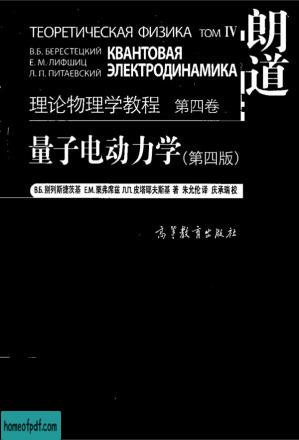 ТЕОРЕТИЧЕСКАЯ ФИЗИКА ТОМ IV
В.Б. БЕРЕСТЕЦКИЙ
Е. М. ЛИФШИЦ
Л. П. ПИТАЕВСКИЙ
КВАНТОВАЯ
ЭЛЕКТРОДИНАМИКА
朗道
理论物理学教程 第四卷
量子电动力学(第四版)
В.Б. 别列斯捷茨基 Е.М. 栗弗席兹 Л.П. 皮塔耶夫斯基 著 朱允伦 译 庆承瑞 校
高等教育出版社
homeofpdf.com